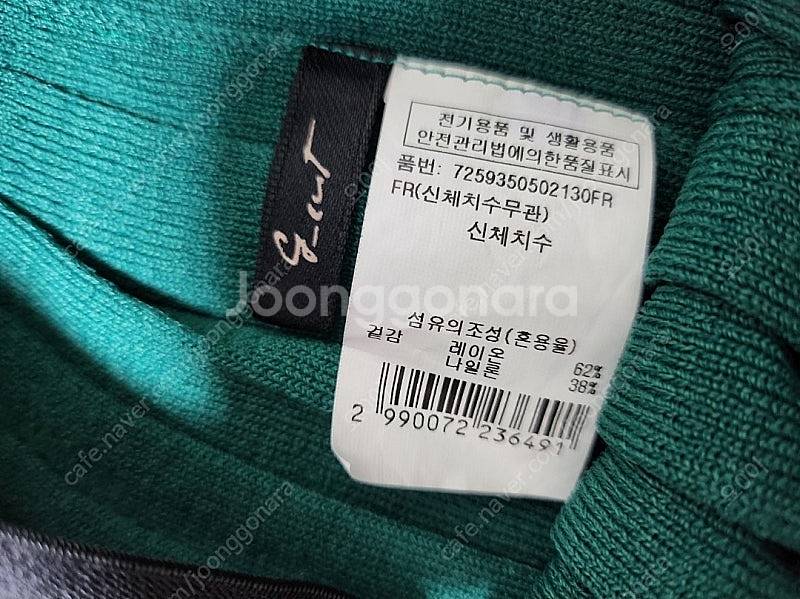 g-cut
전기용품 및 생활용품
안전관리법에의한품질표시
품번: 7259350502130FR
FR(신체치수무관)
신체치수
Joonggonara
섬유의조성(혼용율)
겉감 레이온 62%
나일론 38%
2 990072 236491